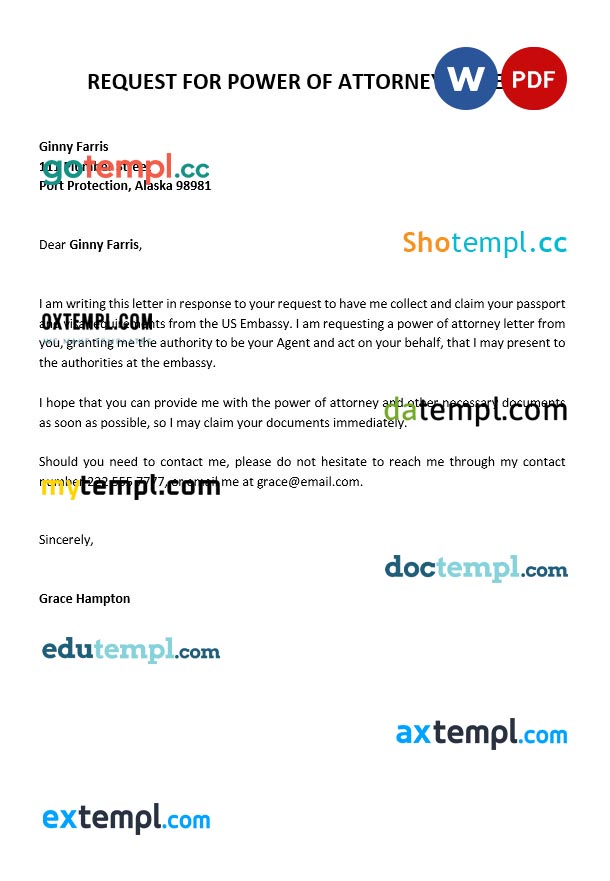 REQUEST FOR POWER OF ATTORNEY
W PDF
Ginny Farris
111
gotempl.cc
Port Protection, Alaska 98981
Dear Ginny Farris,
Shotempl.cc
I am writing this letter in response to your request to have me collect and claim your passport
OXTEMPL.COM
and visa requirements from the US Embassy. I am requesting a power of attorney letter from
you, granting me the authority to be your Agent and act on your behalf, that I may present to
the authorities at the embassy.
I hope that you can provide me with the power of attorney and other necessary documents
datempl.com
as soon as possible, so I may claim your documents immediately.
Should you need to contact me, please do not hesitate to reach me through my contact
number 222 555 7777, or email me at grace@email.com.
mytempl.com
Sincerely,
doctempl.com
Grace Hampton
edutempl.com
axtempl.com
extempl.com